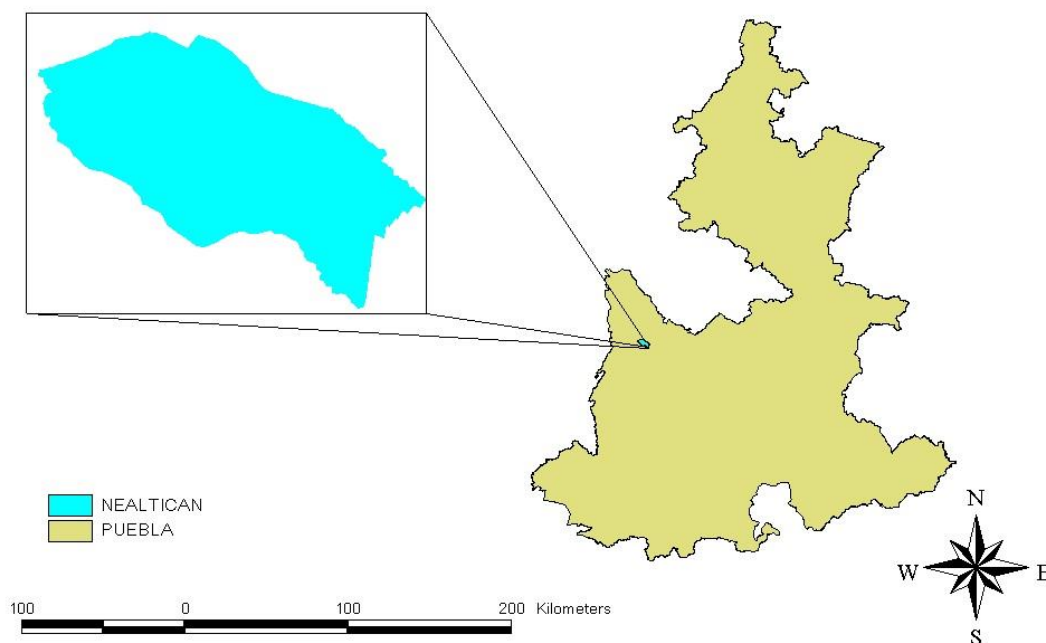 NEALTICAN
PUEBLA
N
W E
S
100 0 100 200 Kilometers